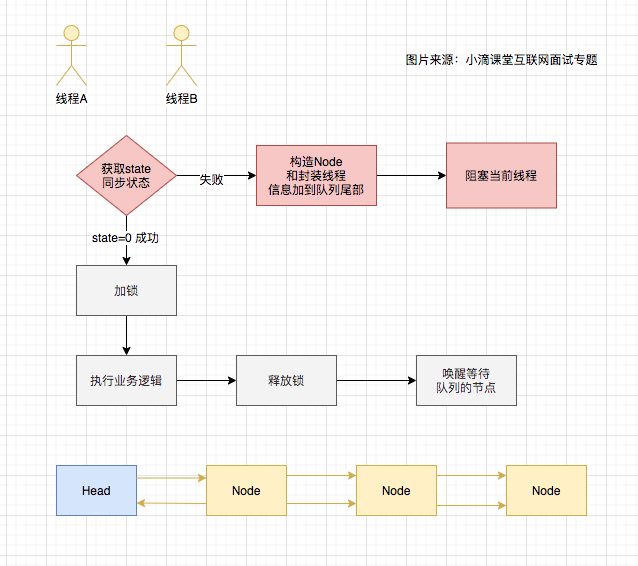 图片来源：小滴课堂互联网面试专题
线程A
线程B
获取state
同步状态
失败
构造Node
和封装线程
信息加到队列尾部
阻塞当前线程
state=0 成功
加锁
执行业务逻辑
释放锁
唤醒等待
队列的节点
Head
Node
Node
Node